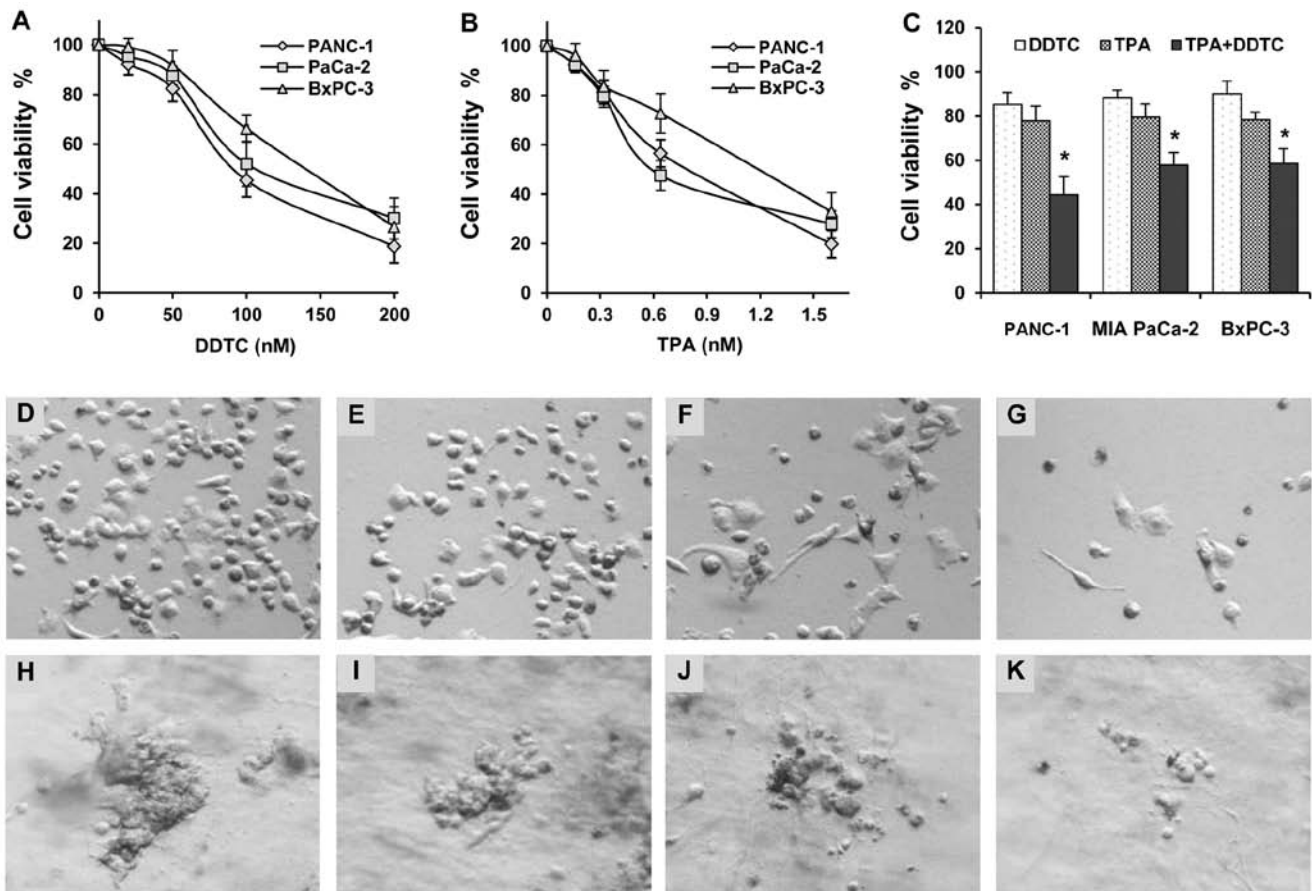 A
Cell viability %
100
80
60
40
20
0
0 50 100 150 200
DDTC (nM)
PANC-1
PaCa-2
BxPC-3
B
Cell viability %
100
80
60
40
20
0
0 0.3 0.6 0.9 1.2 1.5
TPA (nM)
PANC-1
PaCa-2
BxPC-3
C
Cell viability %
120
100
80
60
40
20
0
DDTC TPA TPA+DDTC
* * *
PANC-1 MIA PaCa-2 BxPC-3
D E F G
H I J K